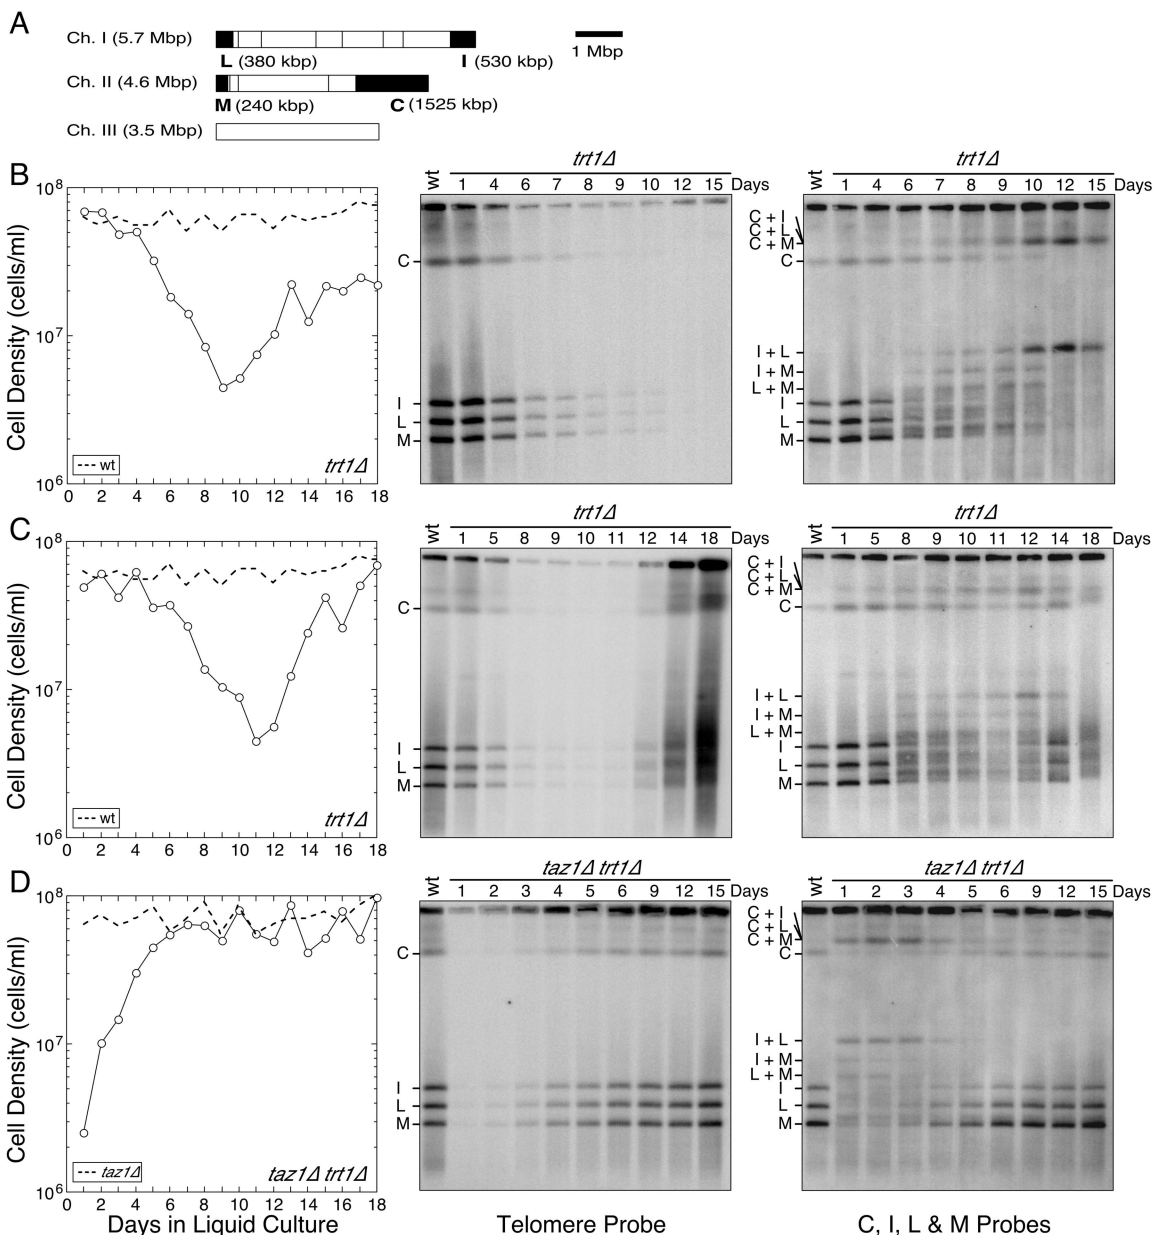 A
Ch. I (5.7 Mbp)
1 Mbp
L (380 kbp)
I (530 kbp)
Ch. II (4.6 Mbp)
M (240 kbp)
C (1525 kbp)
Ch. III (3.5 Mbp)
B
Cell Density (cells/ml)
10^8
10^7
10^6
0 2 4 6 8 10 12 14 16 18
wt
trt1Δ
trt1Δ
wt 1 4 6 7 8 9 10 12 15 Days
C
I
L
M
trt1Δ
wt 1 4 6 7 8 9 10 12 15 Days
C + I
C + L
C + M
C
I + L
I + M
L + M
I
L
M
C
Cell Density (cells/ml)
10^8
10^7
10^6
0 2 4 6 8 10 12 14 16 18
wt
trt1Δ
trt1Δ
wt 1 5 8 9 10 11 12 14 18 Days
C
I
L
M
trt1Δ
wt 1 5 8 9 10 11 12 14 18 Days
C + I
C + L
C + M
C
I + L
I + M
L + M
I
L
M
D
Cell Density (cells/ml)
10^8
10^7
10^6
0 2 4 6 8 10 12 14 16 18
taz1Δ
taz1Δ trt1Δ
Days in Liquid Culture
taz1Δ trt1Δ
wt 1 2 3 4 5 6 9 12 15 Days
C
I
L
M
Telomere Probe
taz1Δ trt1Δ
wt 1 2 3 4 5 6 9 12 15 Days
C + I
C + L
C + M
C
I + L
I + M
L + M
I
L
M
C, I, L & M Probes